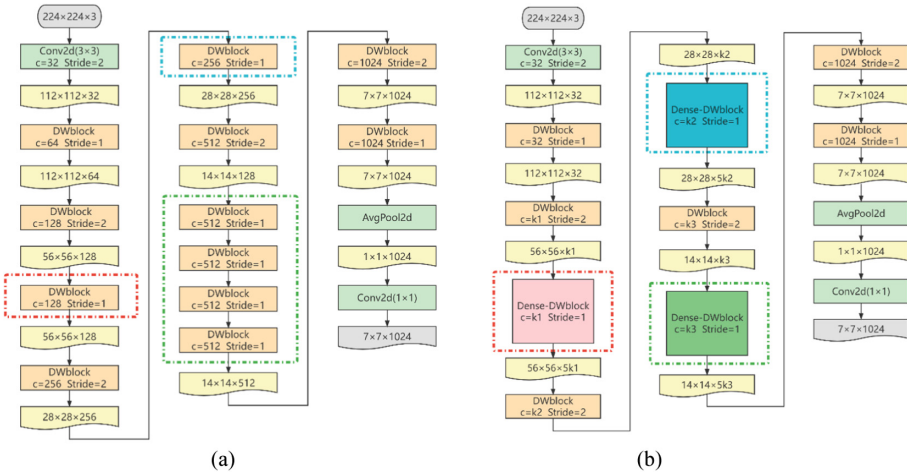 224×224×3
Conv2d(3×3)
c=32 Stride=2
112×112×32
DWblock
c=64 Stride=1
112×112×64
DWblock
c=128 Stride=2
56×56×128
DWblock
c=128 Stride=1
56×56×128
DWblock
c=256 Stride=2
28×28×256
DWblock
c=256 Stride=1
28×28×256
DWblock
c=512 Stride=2
14×14×128
DWblock
c=512 Stride=1
DWblock
c=512 Stride=1
DWblock
c=512 Stride=1
DWblock
c=512 Stride=1
14×14×512
DWblock
c=1024 Stride=2
7×7×1024
DWblock
c=1024 Stride=1
7×7×1024
AvgPool2d
1×1×1024
Conv2d(1×1)
7×7×1024
(a)
224×224×3
Conv2d(3×3)
c=32 Stride=2
112×112×32
DWblock
c=32 Stride=1
112×112×32
DWblock
c=k1 Stride=2
56×56×k1
Dense-DWblock
c=k1 Stride=1
56×56×5k1
DWblock
c=k2 Stride=2
28×28×k2
Dense-DWblock
c=k2 Stride=1
28×28×5k2
DWblock
c=k3 Stride=2
14×14×k3
Dense-DWblock
c=k3 Stride=1
14×14×5k3
DWblock
c=1024 Stride=2
7×7×1024
DWblock
c=1024 Stride=1
7×7×1024
AvgPool2d
1×1×1024
Conv2d(1×1)
7×7×1024
(b)